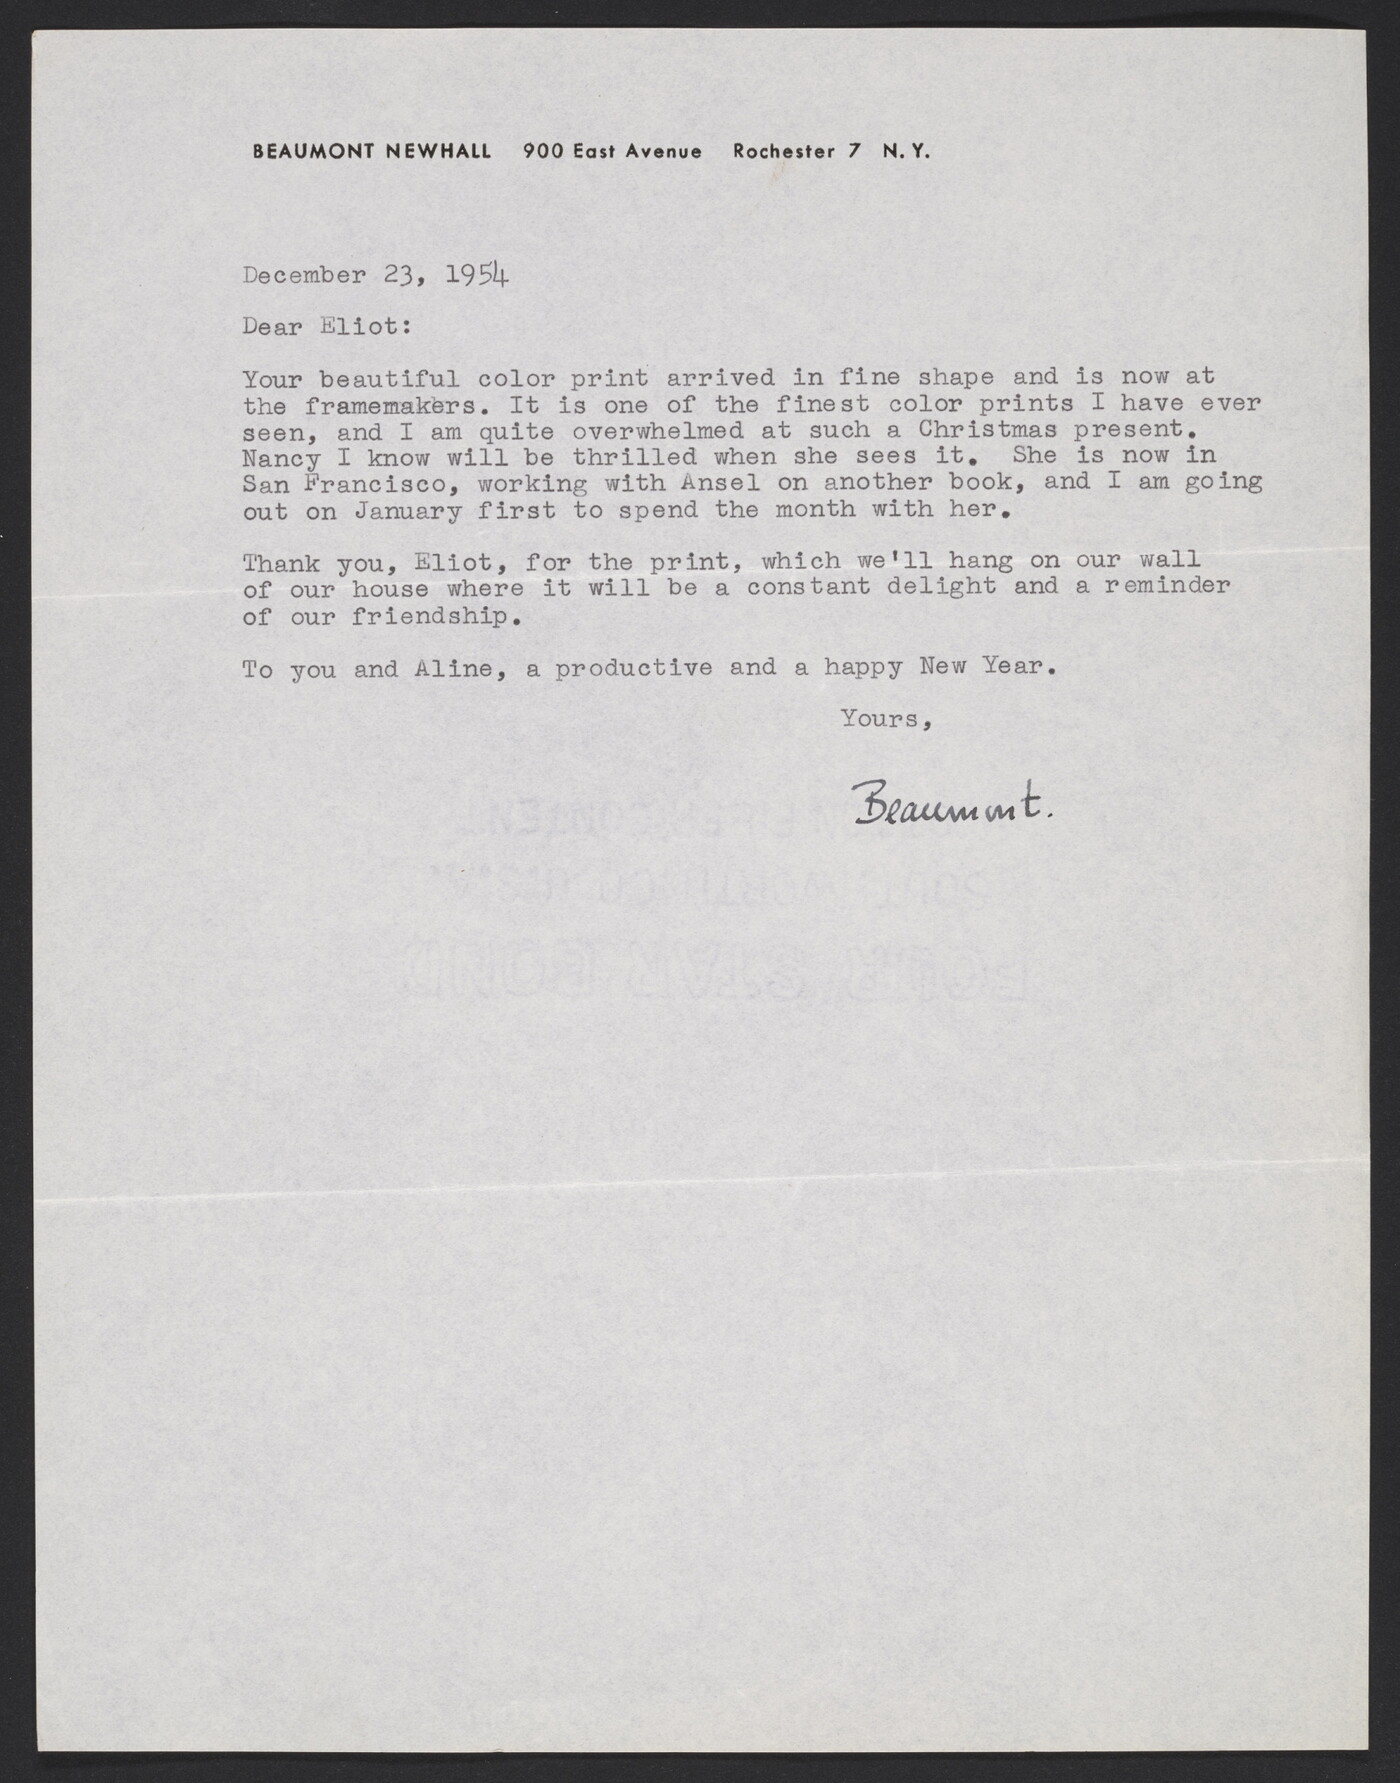 BEAUMONT NEWHALL 900 East Avenue Rochester 7 N. Y.
December 23, 1954
Dear Eliot:
Your beautiful color print arrived in fine shape and is now at
the framemakers. It is one of the finest color prints I have ever
seen, and I am quite overwhelmed at such a Christmas present.
Nancy I know will be thrilled when she sees it. She is now in
San Francisco, working with Ansel on another book, and I am going
out on January first to spend the month with her.
Thank you, Eliot, for the print, which we'll hang on our wall
of our house where it will be a constant delight and a reminder
of our friendship.
To you and Aline, a productive and a happy New Year.
Yours,
Beaumont.
FOUR STAR BOND